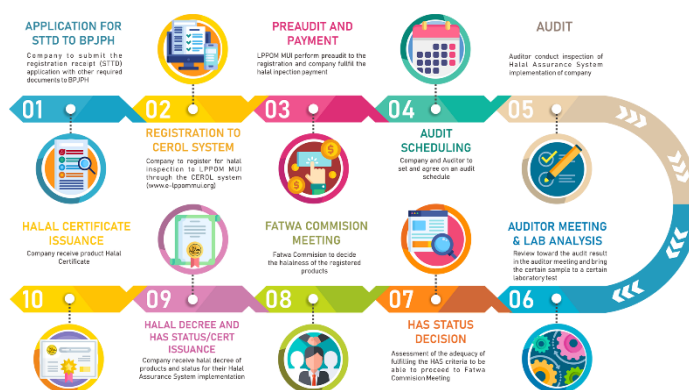 APPLICATION FOR
STTD TO BPJPH
Company to submit the
registration receipt (STTD)
application with other required
documents to BPJPH
PREAUDIT AND
PAYMENT
LPPOM MUI perform preaudit to the
registration and company fullfil the
halal inpection payment
AUDIT
Auditor conduct inspection of
Halal Assurance System
implementation of company
01
02
03
04
05
REGISTRATION TO
CEROL SYSTEM
Company to register for halal
inspection to LPPOM MUI
through the CEROL system
(www.e-lppommui.org)
AUDIT
SCHEDULING
Company and Auditor to
set and agree on an audit
schedule
HALAL CERTIFICATE
ISSUANCE
Company receive product Halal
Certificate
FATWA COMMISION
MEETING
Fatwa Commision to decide
the halalness of the registered
products
AUDITOR MEETING
& LAB ANALYSIS
Review toward the audit result
in the auditor meeting and bring
the certain sample to a certain
laboratory test
10
09
08
07
06
HALAL DECREE AND
HAS STATUS/CERT
ISSUANCE
Company receive halal decree of
products and status for their Halal
Assurance System implementation
HAS STATUS
DECISION
Assessment of the adequacy of
fulfilling the HAS criteria to be
able to proceed to Fatwa
Commision Meeting